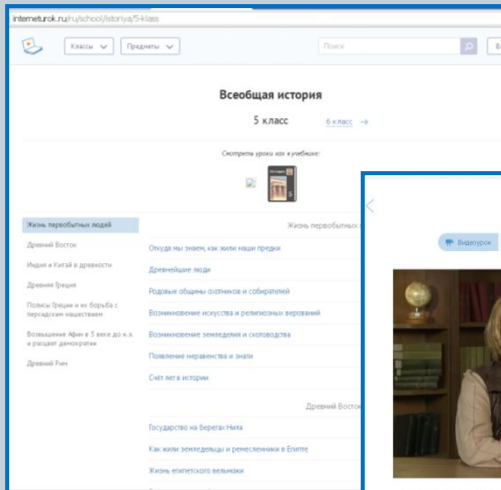 interneturok.ru/ru/school/istoriya/5-klass
Классы
Предметы
Поиск
В
Всеобщая история
5 класс
6 класс →
Смотреть уроки как в учебнике:
5
Жизнь первобытных людей
Древний Восток
Индия и Китай в древности
Древняя Греция
Полисы Греции и их борьба с
персидским нашествием
Возвышение Афин в 5 веке до н.э.
и расцвет демократии
Древний Рим
Жизнь первобытных
Откуда мы знаем, как жили наши предки
Древнейшие люди
Родовые общины охотников и собирателей
Возникновение искусства и религиозных верований
Возникновение земледелия и скотоводства
Появление неравенства и знати
Счёт лет в истории
Древний Восток
Государство на берегах Нила
Как жили земледельцы и ремесленники в Египте
Жизнь египетского вельможи
Видеоурок